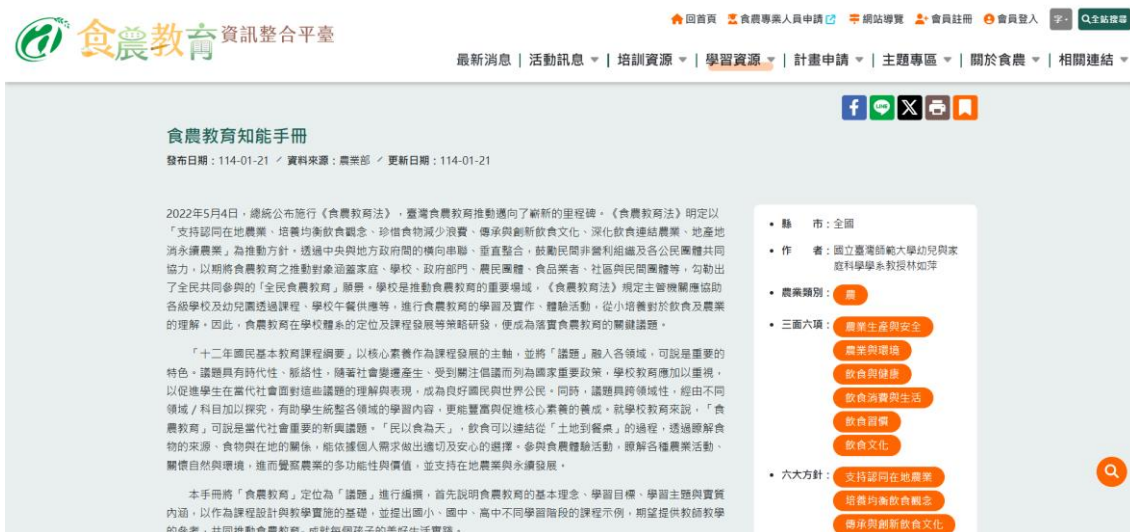 回首頁 食農專業人員申請 網站導覽 會員註冊 會員登入 字 全站搜尋
食農教育 資訊整合平臺
最新消息 | 活動訊息 | 培訓資源 | 學習資源 | 計畫申請 | 主題專區 | 關於食農 | 相關連結
食農教育知能手冊
發布日期：114-01-21 / 資料來源：農業部 / 更新日期：114-01-21
2022年5月4日，總統公布施行《食農教育法》，臺灣食農教育推動邁向了嶄新的里程碑。《食農教育法》明定以
「支持認同在地農業、培養均衡飲食觀念、珍惜食物減少浪費、傳承與創新飲食文化、深化飲食連結農業、地產地
消永續農業」為推動方針。透過中央與地方政府間的橫向串聯、垂直整合，鼓勵民間非營利組織及各公民團體共同
協力，以期將食農教育之推動對象涵蓋家庭、學校、政府部門、農民團體、食品業者、社區與民間團體等，勾勒出
了全民共同參與的「全民食農教育」願景。學校是推動食農教育的重要場域，《食農教育法》規定主管機關應協助
各級學校及幼兒園透過課程、學校午餐供應等，進行食農教育的學習及實作、體驗活動，從小培養對於飲食及農業
的理解。因此，食農教育在學校體系的定位及課程發展等策略研發，便成為落實食農教育的關鍵議題。
「十二年國民基本教育課程綱要」以核心素養作為課程發展的主軸，並將「議題」融入各領域，可說是重要的
特色。議題具有時代性、脈絡性，隨著社會變遷產生、受到關注倡議而列為國家重要政策，學校教育應加以重視，
以促進學生在當代社會面對這些議題的理解與表現，成為良好國民與世界公民。同時，議題具跨領域性，經由不同
領域／科目加以探究，有助學生統整各領域的學習內容，更能豐富與促進核心素養的養成。就學校教育來說，「食
農教育」可說是當代社會重要的新興議題。「民以食為天」，飲食可以連結從「土地到餐桌」的過程，透過瞭解食
物的來源、食物與在地的關係，能依據個人需求做出適切及安心的選擇。參與食農體驗活動，瞭解各種農業活動、
關懷自然與環境，進而覺察農業的多功能性與價值，並支持在地農業與永續發展。
本手冊將「食農教育」定位為「議題」進行編撰，首先說明食農教育的基本理念、學習目標、學習主題與實質
內涵，以作為課程設計與教學實施的基礎，並提出國小、國中、高中不同學習階段的課程示例，期望提供教師教學
的參考，共同推動食農教育，成就每個孩子的美好生活實踐。
縣 市：全國
作 者：國立臺灣師範大學幼兒與家
庭科學學系教授林如萍
農業類別：農
三面六項：農業生產與安全
農業與環境
飲食與健康
飲食消費與生活
飲食習慣
飲食文化
六大方針：支持認同在地農業
培養均衡飲食觀念
傳承與創新飲食文化